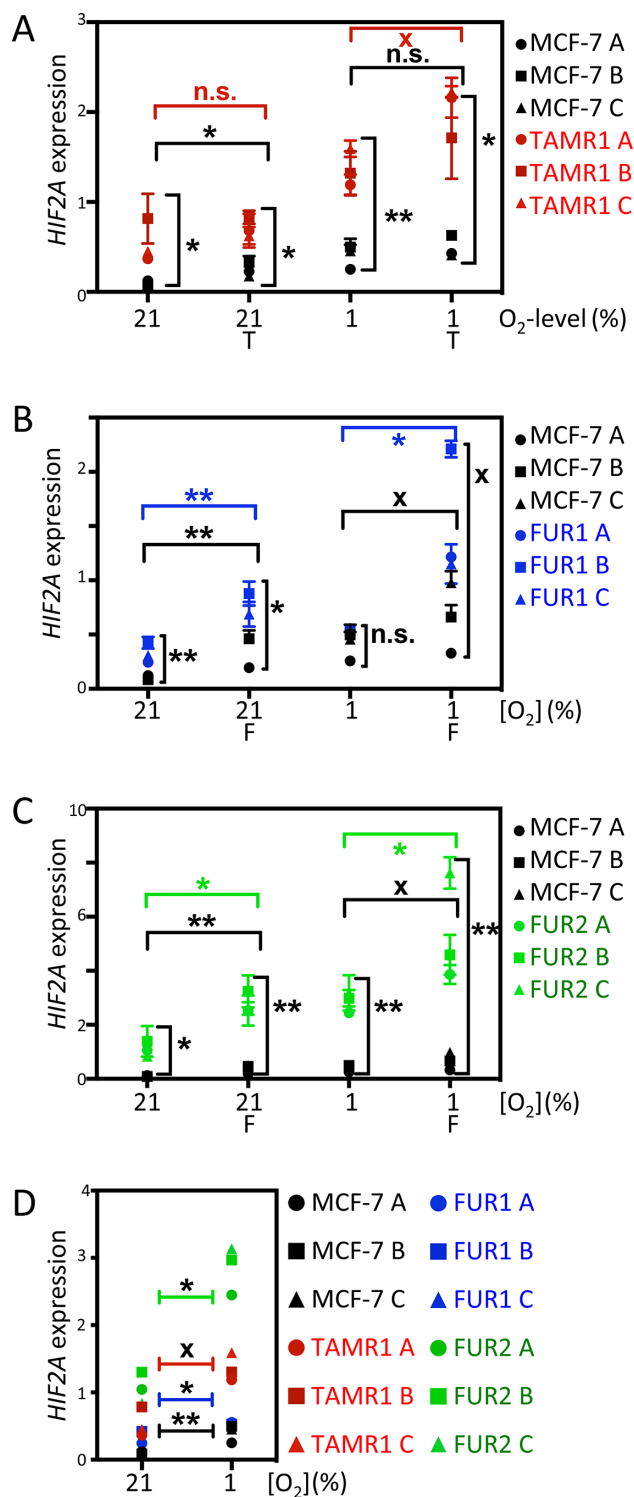 A
HIF2A expression
3
2
1
0
n.s.
*
x
n.s.
*
*
**
*
21
21
1
1
O2-level (%)
T
T
MCF-7 A
MCF-7 B
MCF-7 C
TAMR1 A
TAMR1 B
TAMR1 C
B
HIF2A expression
2
1
0
**
**
*
x
**
*
n.s.
x
21
21
1
1
[O2] (%)
F
F
MCF-7 A
MCF-7 B
MCF-7 C
FUR1 A
FUR1 B
FUR1 C
C
HIF2A expression
10
6
2
0
*
**
*
x
*
**
**
**
21
21
1
1
[O2] (%)
F
F
MCF-7 A
MCF-7 B
MCF-7 C
FUR2 A
FUR2 B
FUR2 C
D
HIF2A expression
4
3
2
1
0
*
x
*
**
21
1
[O2] (%)
MCF-7 A
MCF-7 B
MCF-7 C
TAMR1 A
TAMR1 B
TAMR1 C
FUR1 A
FUR1 B
FUR1 C
FUR2 A
FUR2 B
FUR2 C